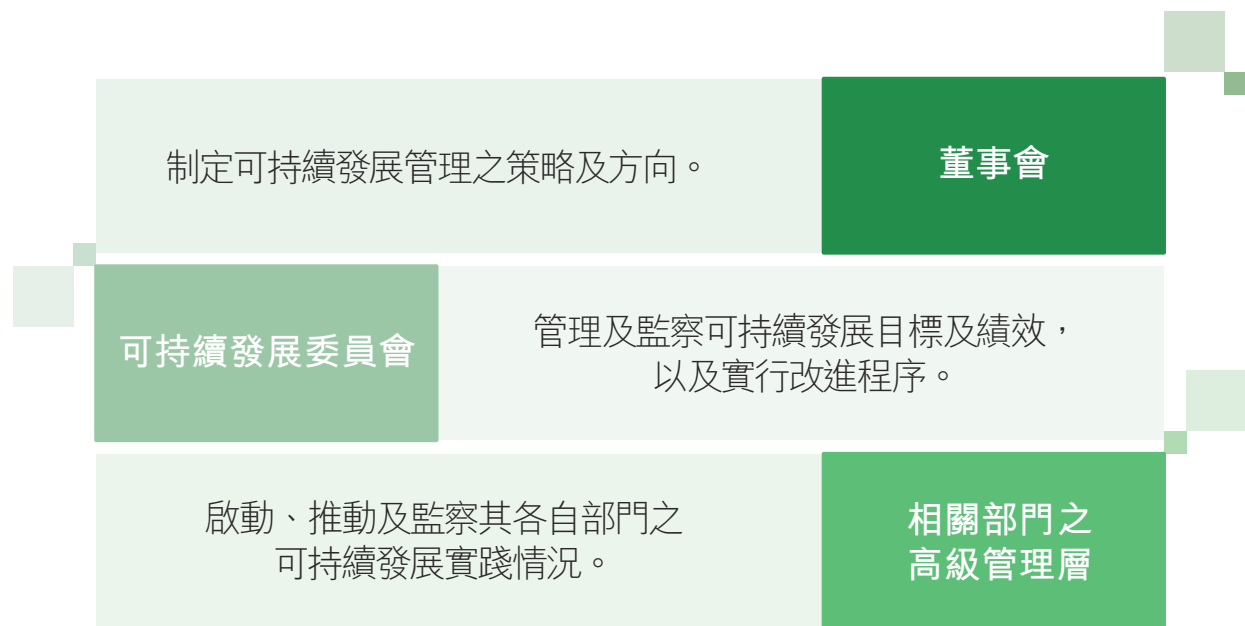 制定可持續發展管理之策略及方向。
董事會
可持續發展委員會
管理及監察可持續發展目標及績效，
以及實行改進程序。
啟動、推動及監察其各自部門之
可持續發展實踐情況。
相關部門之
高級管理層